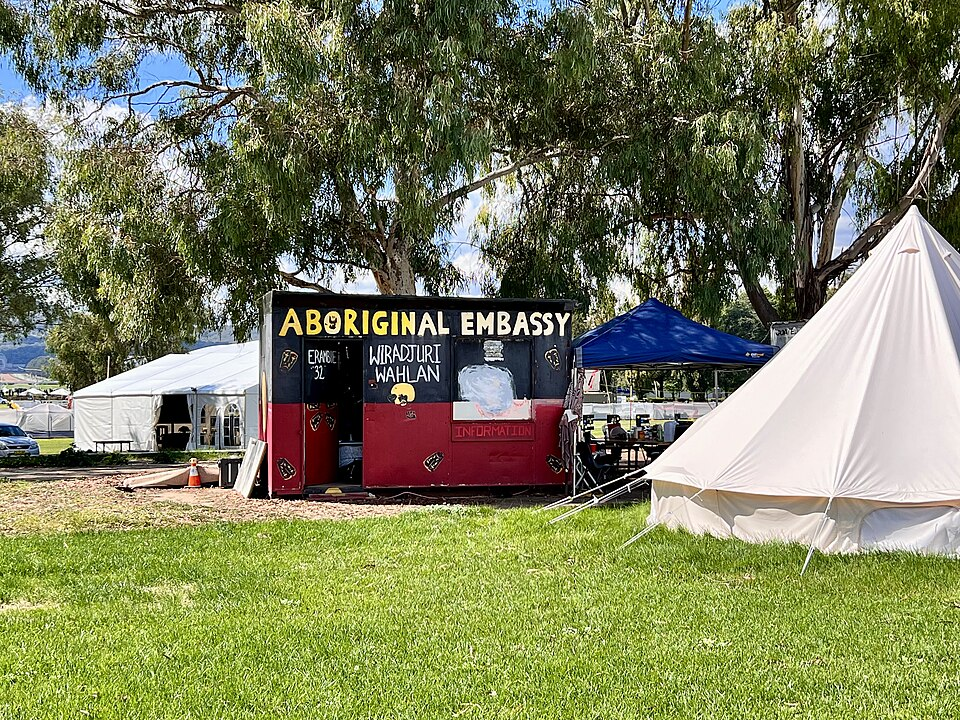 ABORIGINAL EMBASSY
ERAMBIE
"32"
WIRADJURI
WAHLAN
INFORMATION